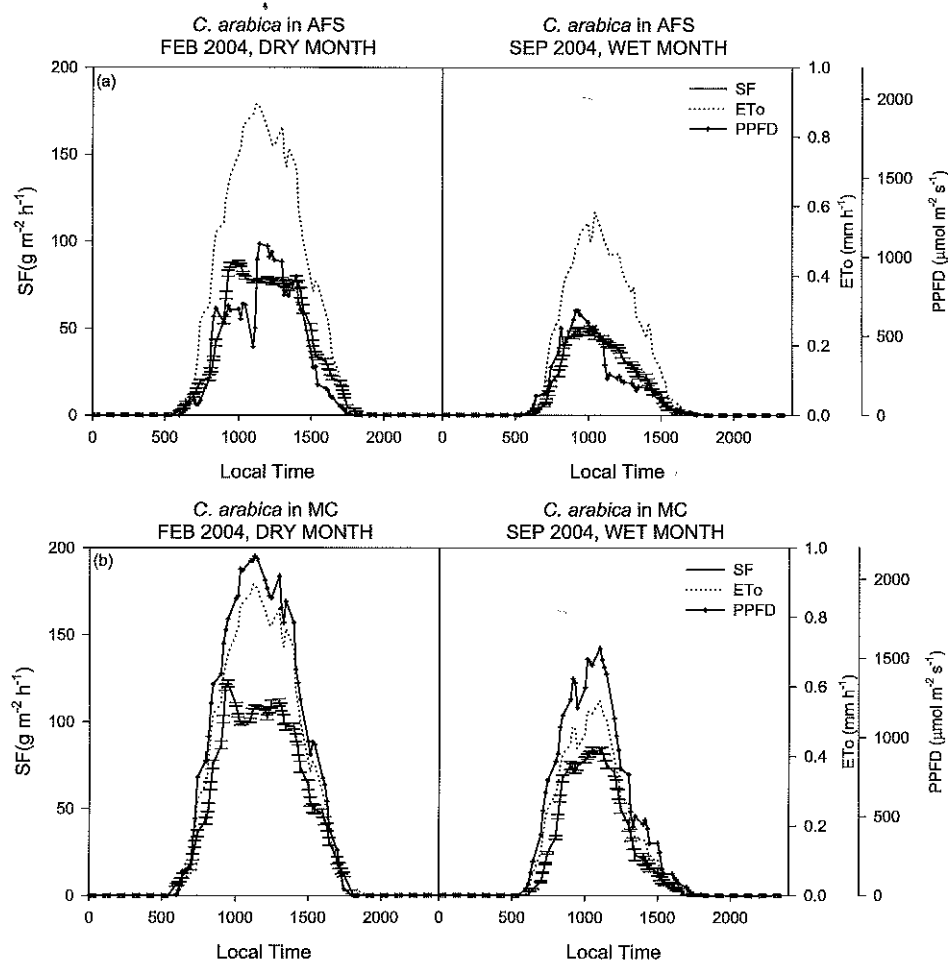 C. arabica in AFS
FEB 2004, DRY MONTH
C. arabica in AFS
SEP 2004, WET MONTH
(a)
SF
ETo
PPFD
200
150
100
50
0
SF(g m⁻² h⁻¹)
1.0
0.8
0.6
0.4
0.2
0.0
ETo (mm h⁻¹)
2000
1500
1000
500
0
PPFD (μmol m⁻² s⁻¹)
0 500 1000 1500 2000
0 500 1000 1500 2000
Local Time
Local Time
C. arabica in MC
FEB 2004, DRY MONTH
C. arabica in MC
SEP 2004, WET MONTH
(b)
SF
ETo
PPFD
200
150
100
50
0
SF(g m⁻² h⁻¹)
1.0
0.8
0.6
0.4
0.2
0.0
ETo (mm h⁻¹)
2000
1500
1000
500
0
PPFD (μmol m⁻² s⁻¹)
0 500 1000 1500 2000
0 500 1000 1500 2000
Local Time
Local Time